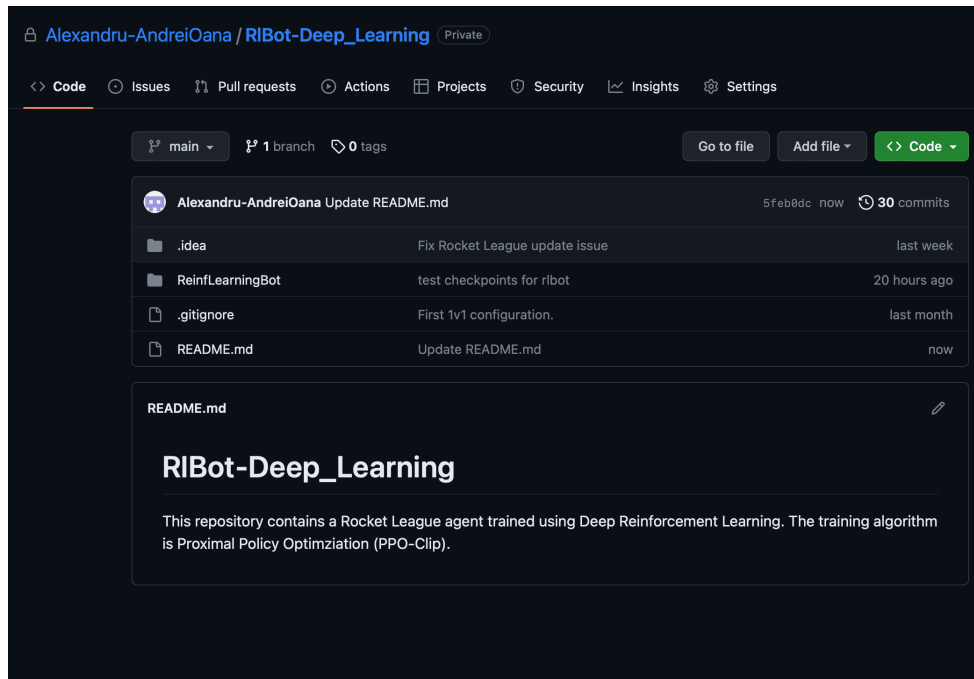 Alexandru-AndreiOana / RlBot-Deep_Learning Private
<> Code Issues Pull requests Actions Projects Security Insights Settings
main 1 branch 0 tags Go to file Add file <> Code
Alexandru-AndreiOana Update README.md 5feb0dc now 30 commits
.idea Fix Rocket League update issue last week
ReinfLearningBot test checkpoints for rlbot 20 hours ago
.gitignore First 1v1 configuration. last month
README.md Update README.md now
README.md
RlBot-Deep_Learning
This repository contains a Rocket League agent trained using Deep Reinforcement Learning. The training algorithm
is Proximal Policy Optimziation (PPO-Clip).